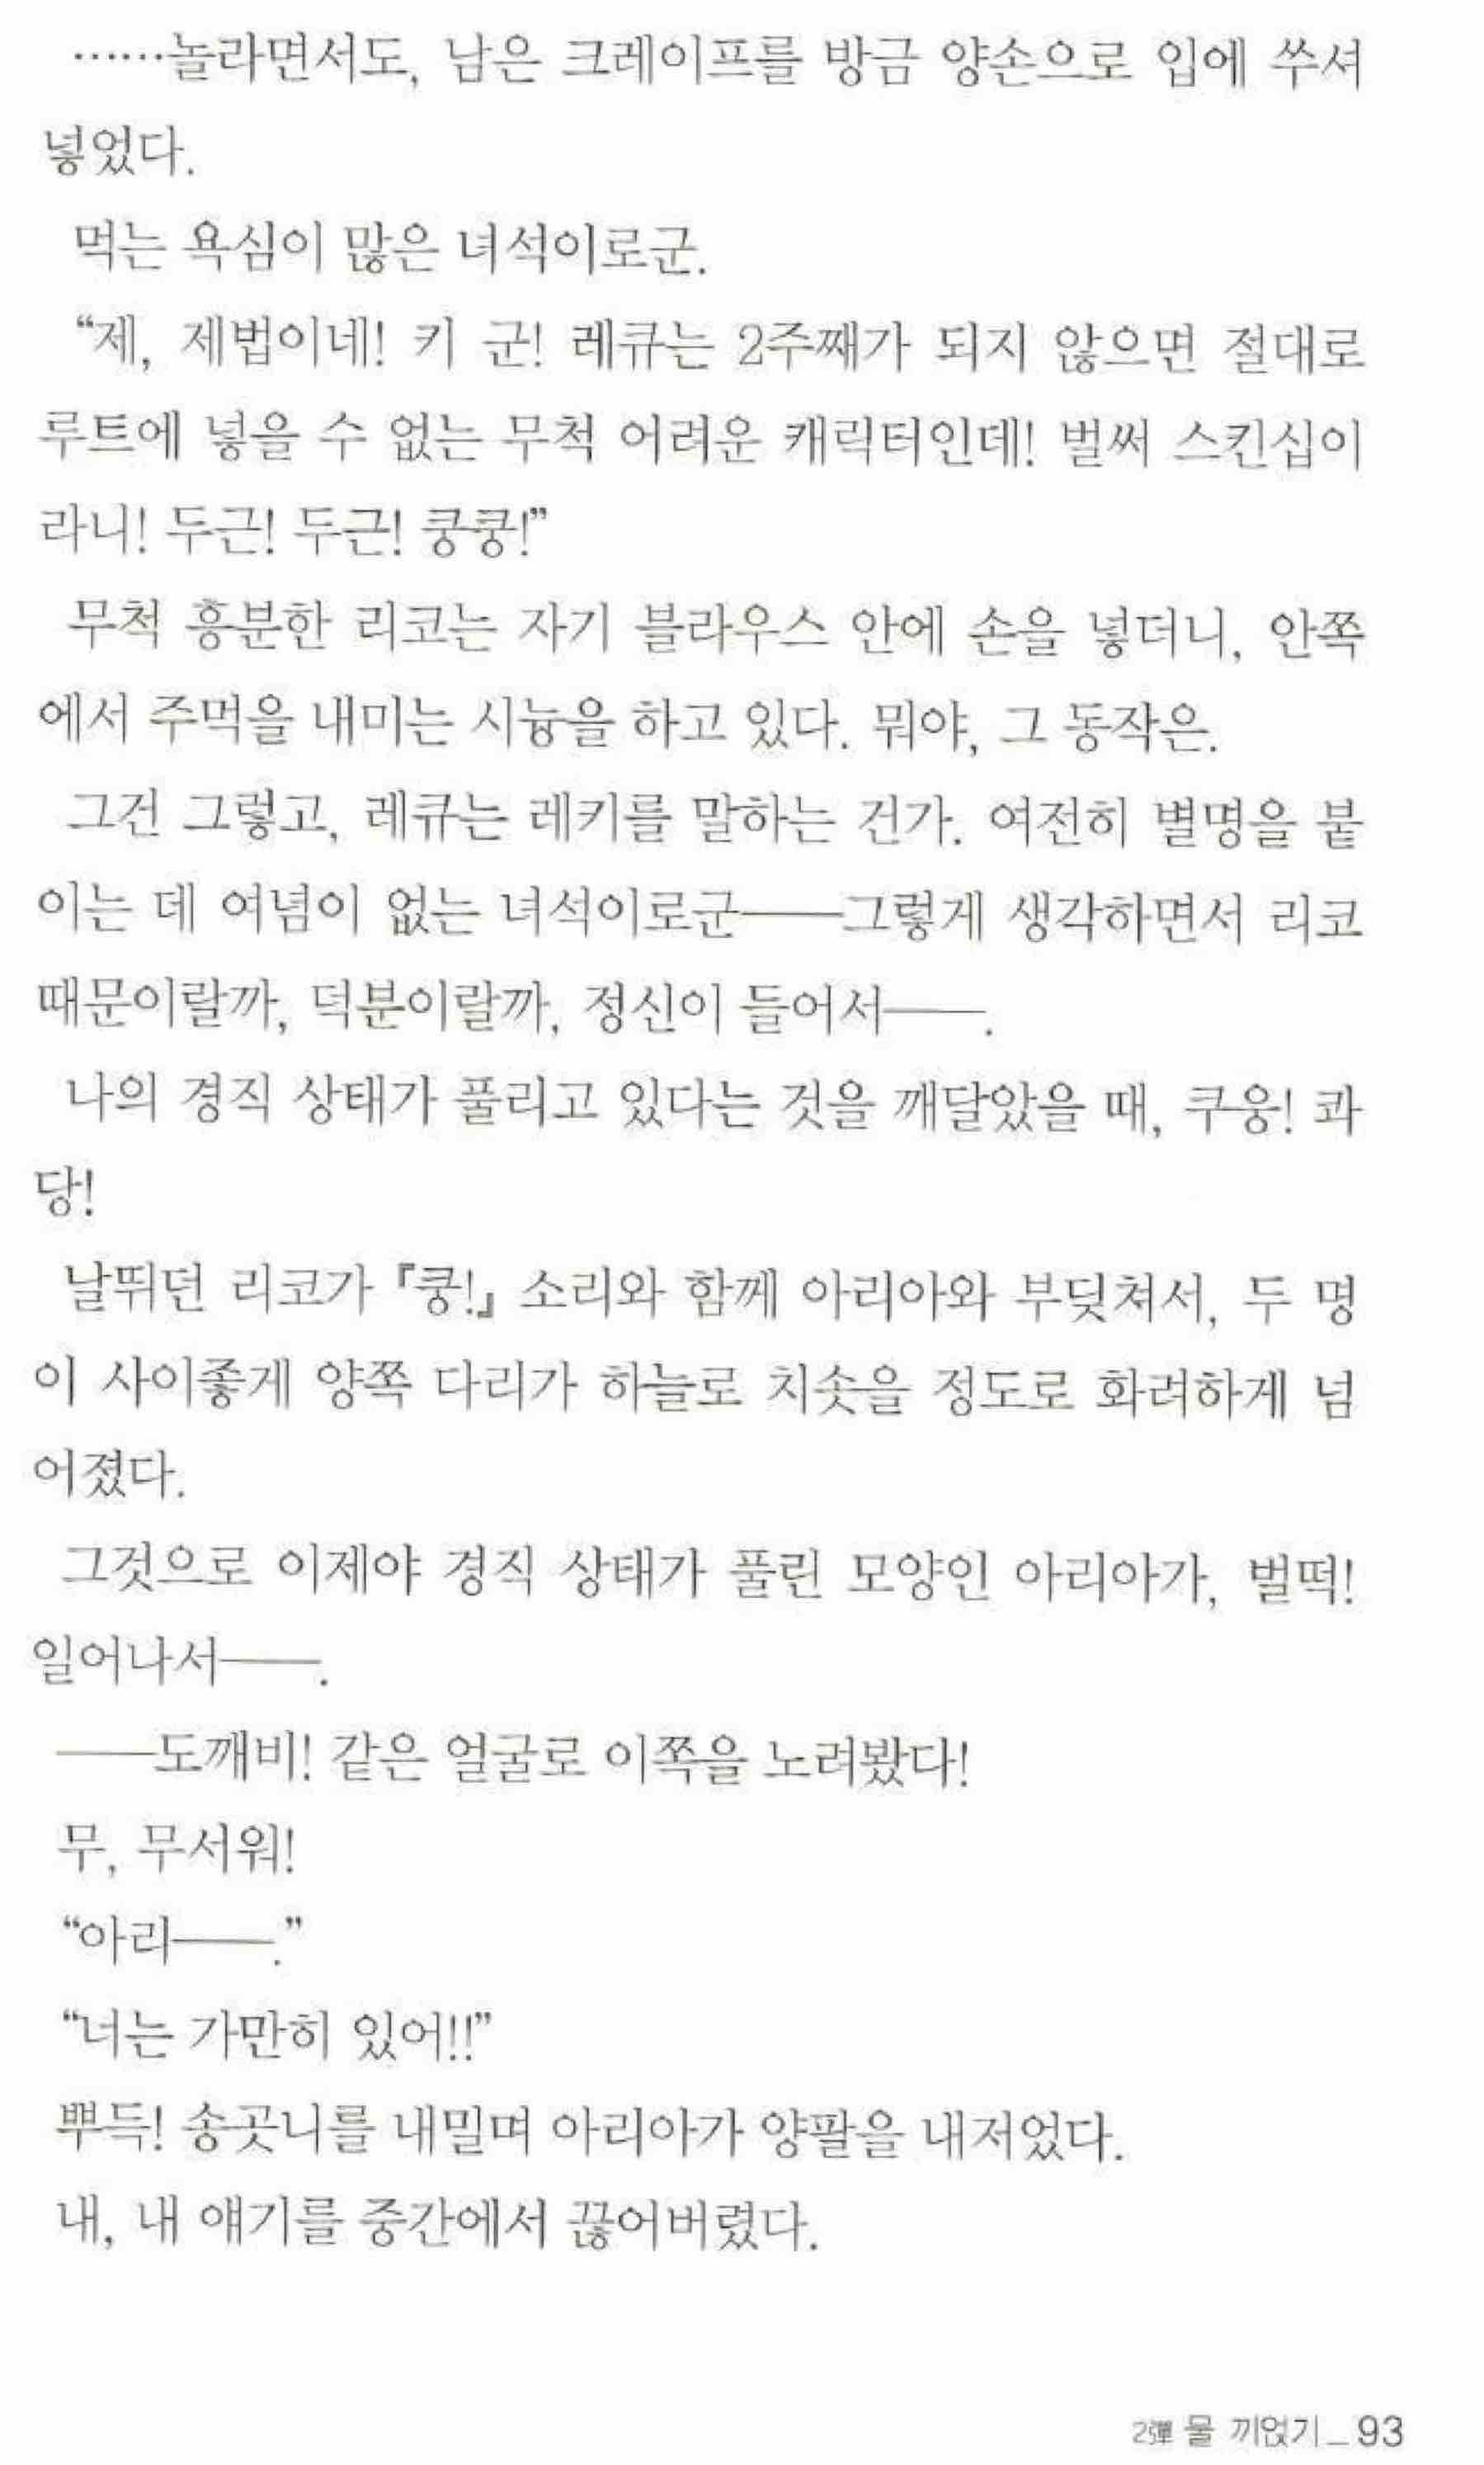 ……놀라면서도, 남은 크레이프를 방금 양손으로 입에 쑤셔
넣었다.
먹는 욕심이 많은 녀석이로군.
“제, 제법이네! 키 군! 레큐는 2주째가 되지 않으면 절대로
루트에 넣을 수 없는 무척 어려운 캐릭터인데! 벌써 스킨십이
라니! 두근! 두근! 쿵쿵!”
무척 흥분한 리코는 자기 블라우스 안에 손을 넣더니, 안쪽
에서 주먹을 내미는 시늉을 하고 있다. 뭐야, 그 동작은.
그건 그렇고, 레큐는 레키를 말하는 건가. 여전히 별명을 붙
이는 데 여념이 없는 녀석이로군――그렇게 생각하면서 리코
때문이랄까, 덕분이랄까, 정신이 들어서――.
나의 경직 상태가 풀리고 있다는 것을 깨달았을 때, 쿠웅! 콰
당!
날뛰던 리코가 『쿵!』 소리와 함께 아리아와 부딪쳐서, 두 명
이 사이좋게 양쪽 다리가 하늘로 치솟을 정도로 화려하게 넘
어졌다.
그것으로 이제야 경직 상태가 풀린 모양인 아리아가, 벌떡!
일어나서――.
――도깨비! 같은 얼굴로 이쪽을 노려봤다!
무, 무서워!
“아리――.”
“너는 가만히 있어!!”
뿌득! 송곳니를 내밀며 아리아가 양팔을 내저었다.
내, 내 얘기를 중간에서 끊어버렸다.
2彈 물 끼얹기_93